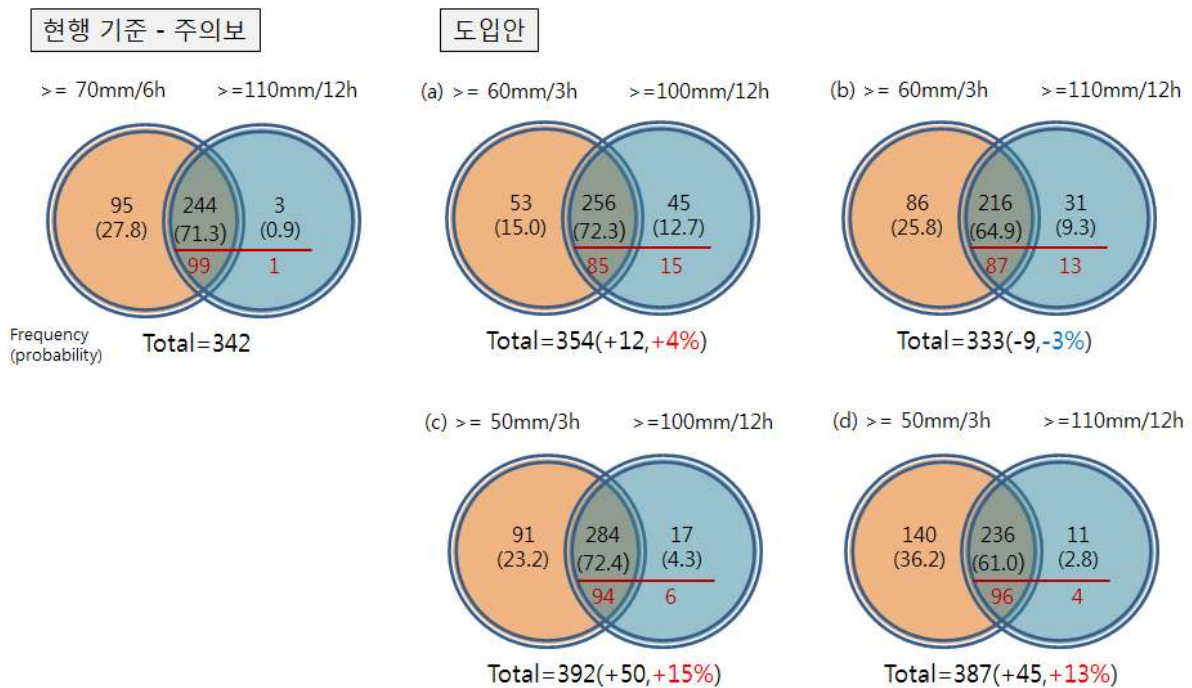 현행 기준 - 주의보
도입안
>= 70mm/6h >=110mm/12h
(a) >= 60mm/3h >=100mm/12h
(b) >= 60mm/3h >=110mm/12h
95 244 3
(27.8) (71.3) (0.9)
99 1
53 256 45
(15.0) (72.3) (12.7)
85 15
86 216 31
(25.8) (64.9) (9.3)
87 13
Frequency
(probability)
Total=342
Total=354(+12,+4%)
Total=333(-9,-3%)
(c) >= 50mm/3h >=100mm/12h
(d) >= 50mm/3h >=110mm/12h
91 284 17
(23.2) (72.4) (4.3)
94 6
140 236 11
(36.2) (61.0) (2.8)
96 4
Total=392(+50,+15%)
Total=387(+45,+13%)